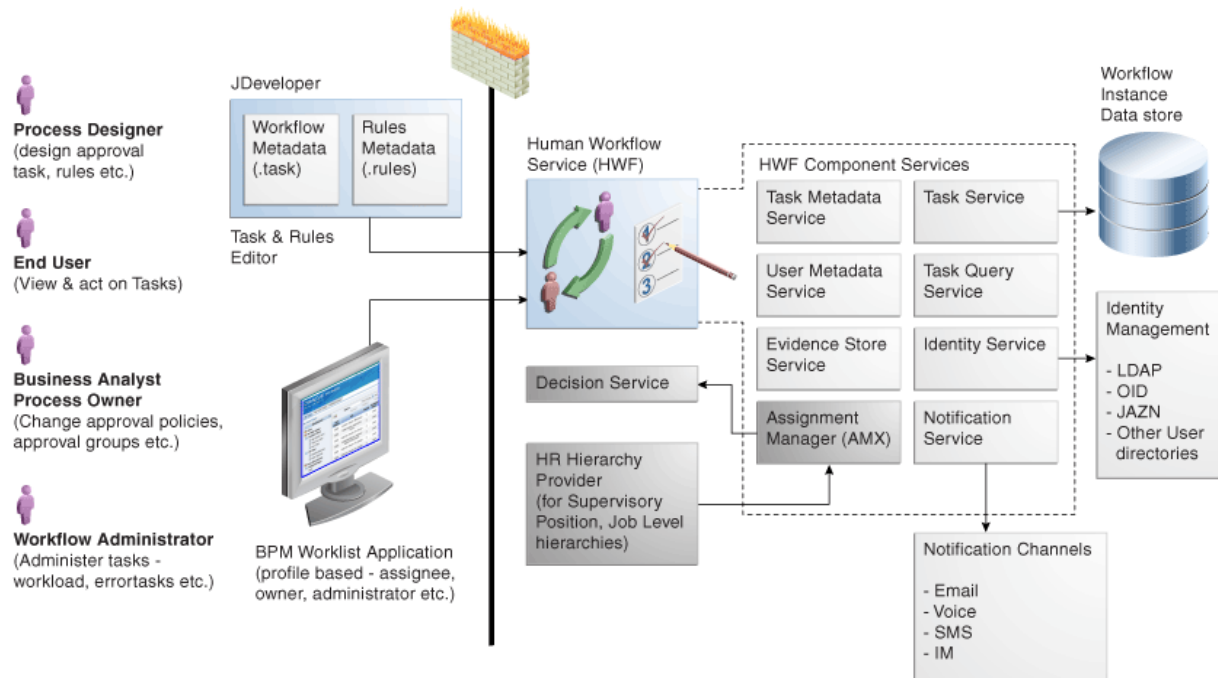 Process Designer
(design approval
task, rules etc.)
End User
(View & act on Tasks)
Business Analyst
Process Owner
(Change approval policies,
approval groups etc.)
Workflow Administrator
(Administer tasks -
workload, errortasks etc.)
JDeveloper
Workflow
Metadata
(.task)
Rules
Metadata
(.rules)
Task & Rules
Editor
BPM Worklist Application
(profile based - assignee,
owner, administrator etc.)
Human Workflow
Service (HWF)
1
2
3
Decision Service
HR Hierarchy
Provider
(for Supervisory
Position, Job Level
hierarchies)
HWF Component Services
Task Metadata
Service
Task Service
User Metadata
Service
Task Query
Service
Evidence Store
Service
Identity Service
Assignment
Manager (AMX)
Notification
Service
Workflow
Instance
Data store
Identity
Management
- LDAP
- OID
- JAZN
- Other User
directories
Notification Channels
- Email
- Voice
- SMS
- IM